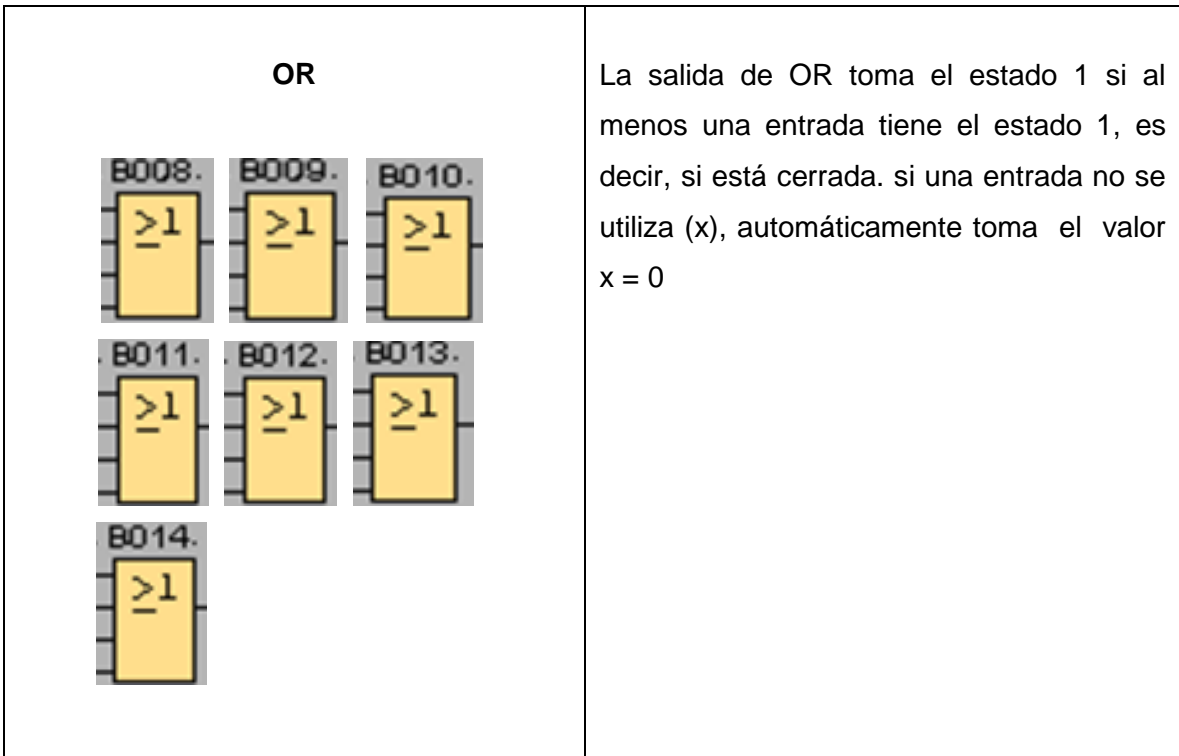 OR
B008.
B009.
B010.
≥1
≥1
≥1
B011.
B012.
B013.
≥1
≥1
≥1
B014.
≥1
La salida de OR toma el estado 1 si al
menos una entrada tiene el estado 1, es
decir, si está cerrada. si una entrada no se
utiliza (x), automáticamente toma el valor
x = 0